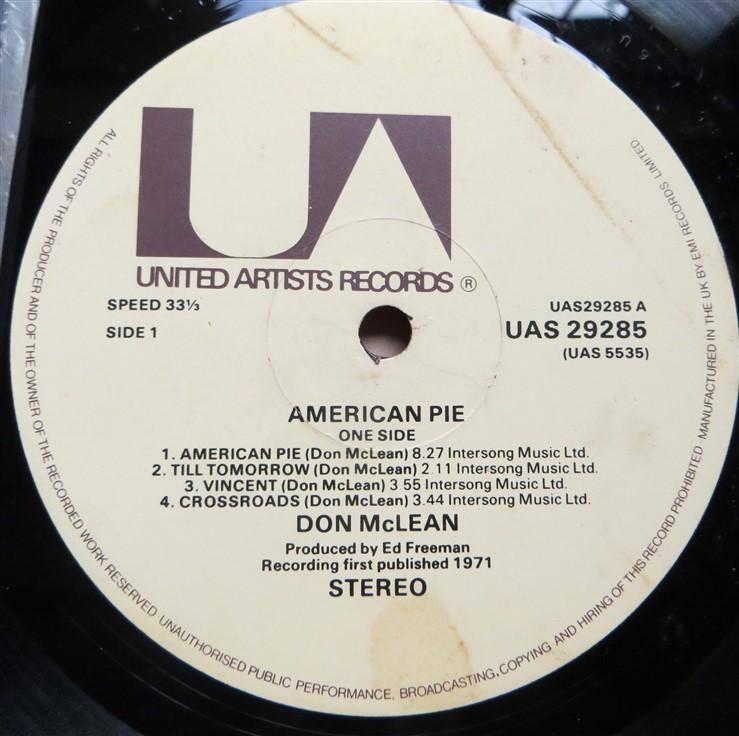 UA
UNITED ARTISTS RECORDS ®
SPEED 33⅓
SIDE 1
UAS29285 A
UAS 29285
(UAS 5535)
AMERICAN PIE
ONE SIDE
1. AMERICAN PIE (Don McLean) 8.27 Intersong Music Ltd.
2. TILL TOMORROW (Don McLean) 2 11 Intersong Music Ltd.
3. VINCENT (Don McLean) 3 55 Intersong Music Ltd.
4. CROSSROADS (Don McLean) 3.44 Intersong Music Ltd.
DON McLEAN
Produced by Ed Freeman
Recording first published 1971
STEREO
ALL RIGHTS OF THE PRODUCER AND OF THE OWNER OF THE RECORDED WORK RESERVED UNAUTHORISED PUBLIC PERFORMANCE, BROADCASTING, COPYING AND HIRING OF THIS RECORD PROHIBITED MANUFACTURED IN THE UK BY EMI RECORDS LIMITED